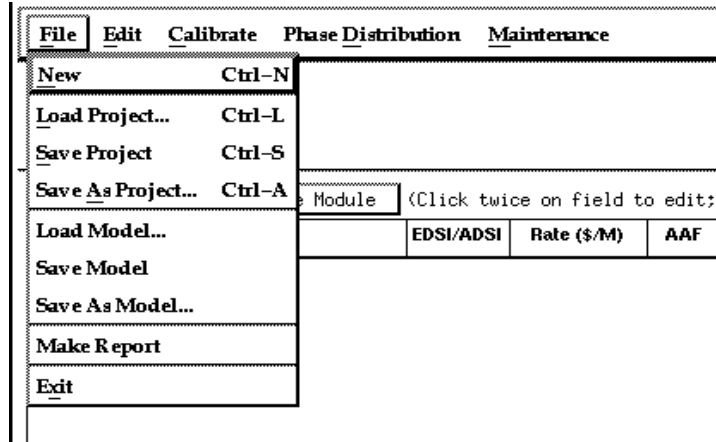 File Edit Calibrate Phase Distribution Maintenance
New Ctrl-N
Load Project... Ctrl-L
Save Project Ctrl-S
Save As Project... Ctrl-A
Module (Click twice on field to edit;
Load Model...
EDSI/ADSI Rate ($/M) AAF
Save Model
Save As Model...
Make Report
Exit